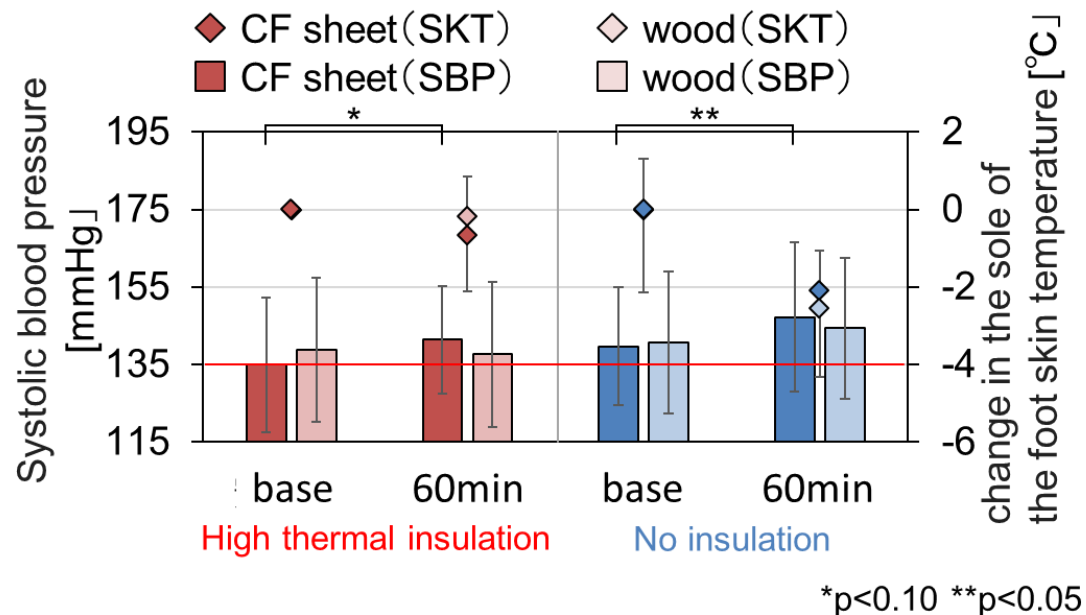 CF sheet（SKT）
wood（SKT）
CF sheet（SBP）
wood（SBP）
Systolic blood pressure
[mmHg」
195
175
155
135
115
*
**
2
0
-2
-4
-6
change in the sole of
the foot skin temperature [℃]
base
60min
base
60min
High thermal insulation
No insulation
*p<0.10 **p<0.05